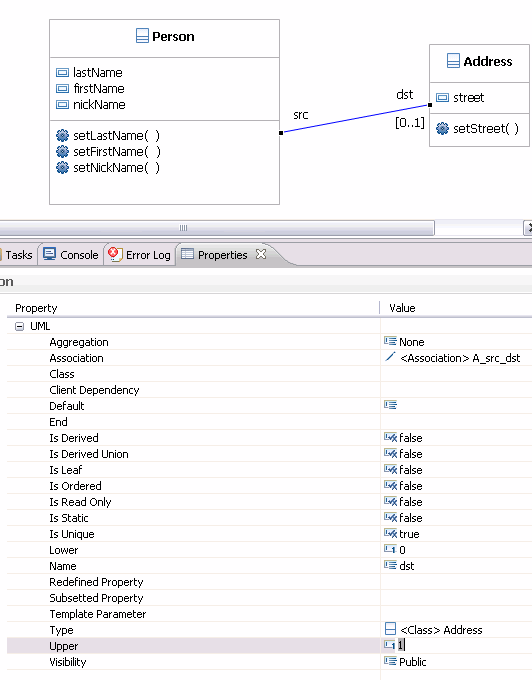 Person
lastName
firstName
nickName
setLastName( )
setFirstName( )
setNickName( )
src
dst
[0..1]
Address
street
setStreet( )
Tasks
Console
Error Log
Properties
on
Property Value
UML
Aggregation None
Association <Association> A_src_dst
Class
Client Dependency
Default
End
Is Derived false
Is Derived Union false
Is Leaf false
Is Ordered false
Is Read Only false
Is Static false
Is Unique true
Lower 0
Name dst
Redefined Property
Subsetted Property
Template Parameter
Type <Class> Address
Upper 1
Visibility Public